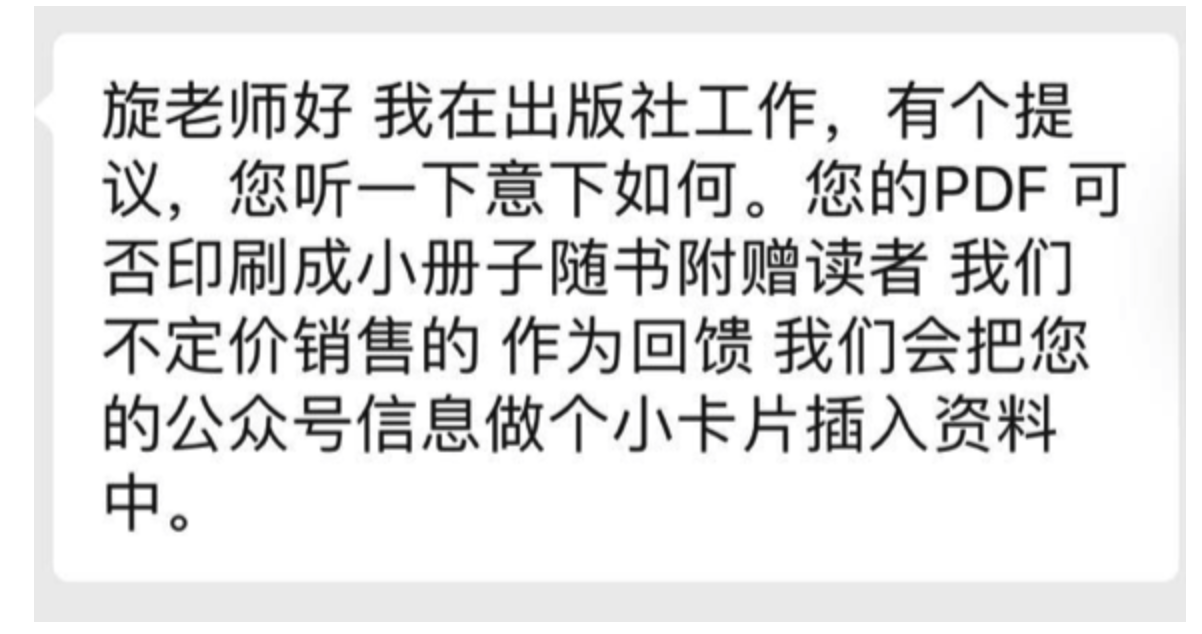 旋老师好 我在出版社工作，有个提
议，您听一下意下如何。您的PDF 可
否印刷成小册子随书附赠读者 我们
不定价销售的 作为回馈 我们会把您
的公众号信息做个小卡片插入资料
中。